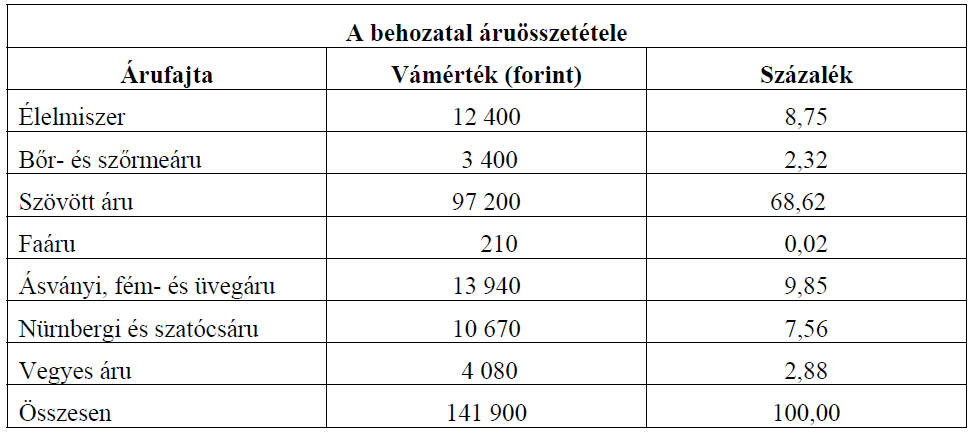 A behozatal áruösszetétele
Árufajta Vámérték (forint) Százalék
Élelmiszer 12 400 8,75
Bőr- és szőrmeáru 3 400 2,32
Szövött áru 97 200 68,62
Faáru 210 0,02
Ásványi, fém- és üvegáru 13 940 9,85
Nürnbergi és szatócsáru 10 670 7,56
Vegyes áru 4 080 2,88
Összesen 141 900 100,00